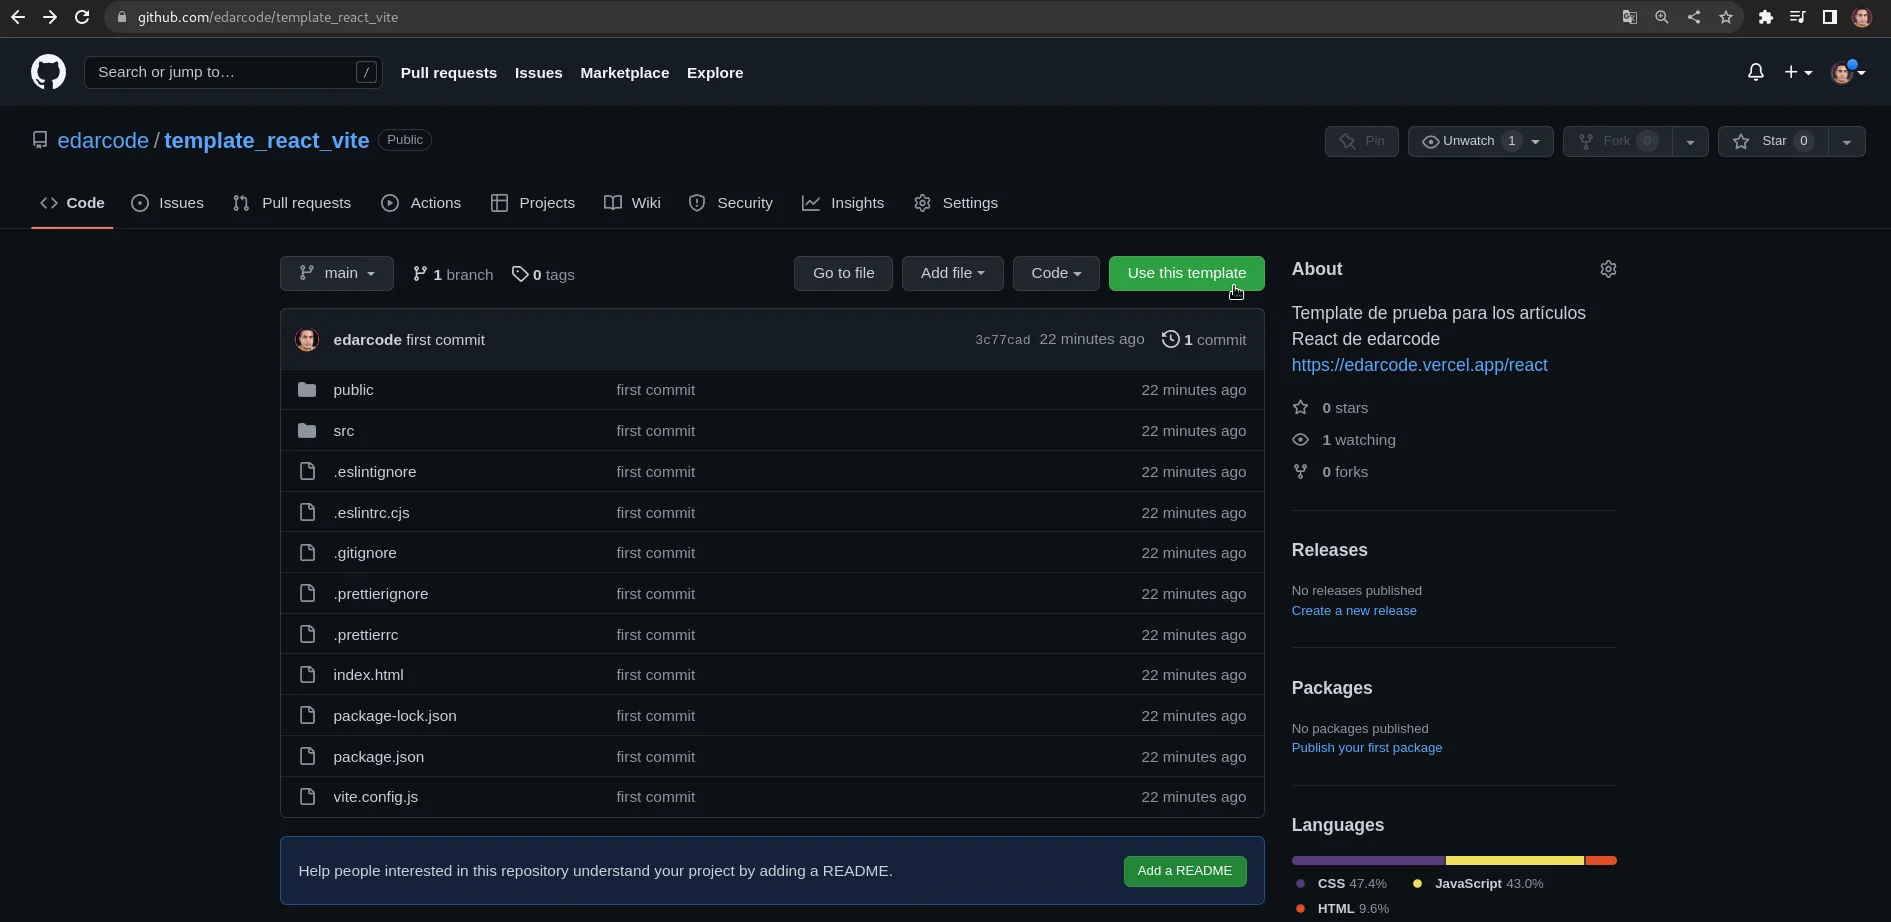 github.com/edarcode/template_react_vite
Search or jump to… / Pull requests Issues Marketplace Explore
edarcode / template_react_vite Public Pin Unwatch 1 Fork 0 Star 0
Code Issues Pull requests Actions Projects Wiki Security Insights Settings
main 1 branch 0 tags Go to file Add file Code Use this template
edarcode first commit 3c77cad 22 minutes ago 1 commit
public first commit 22 minutes ago
src first commit 22 minutes ago
.eslintignore first commit 22 minutes ago
.eslintrc.cjs first commit 22 minutes ago
.gitignore first commit 22 minutes ago
.prettierignore first commit 22 minutes ago
.prettierrc first commit 22 minutes ago
index.html first commit 22 minutes ago
package-lock.json first commit 22 minutes ago
package.json first commit 22 minutes ago
vite.config.js first commit 22 minutes ago
Help people interested in this repository understand your project by adding a README. Add a README
About
Template de prueba para los artículos
React de edarcode
https://edarcode.vercel.app/react
0 stars
1 watching
0 forks
Releases
No releases published
Create a new release
Packages
No packages published
Publish your first package
Languages
CSS 47.4% JavaScript 43.0%
HTML 9.6%